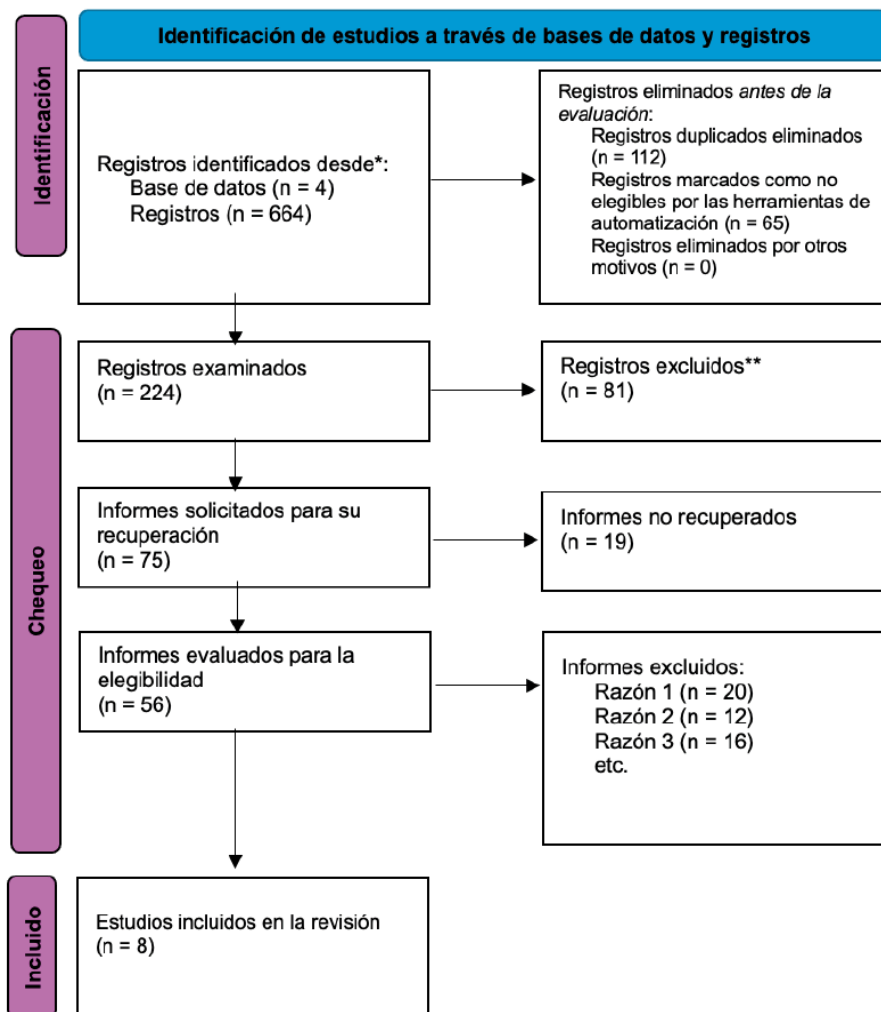 Identificación de estudios a través de bases de datos y registros
Identificación
Registros identificados desde*:
Base de datos (n = 4)
Registros (n = 664)
Registros eliminados antes de la
evaluación:
Registros duplicados eliminados
(n = 112)
Registros marcados como no
elegibles por las herramientas de
automatización (n = 65)
Registros eliminados por otros
motivos (n = 0)
Chequeo
Registros examinados
(n = 224)
Registros excluidos**
(n = 81)
Informes solicitados para su
recuperación
(n = 75)
Informes no recuperados
(n = 19)
Informes evaluados para la
elegibilidad
(n = 56)
Informes excluidos:
Razón 1 (n = 20)
Razón 2 (n = 12)
Razón 3 (n = 16)
etc.
Incluido
Estudios incluidos en la revisión
(n = 8)